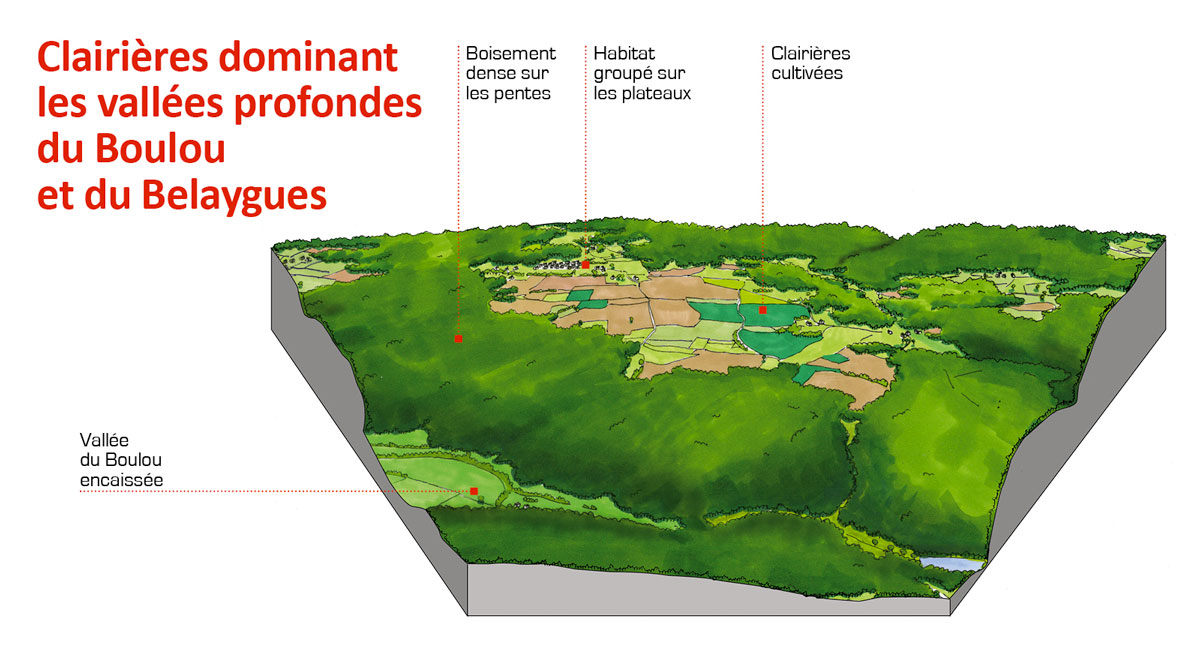 Clairières dominant
les vallées profondes
du Boulou
et du Belaygues
Boisement
dense sur
les pentes
Habitat
groupé sur
les plateaux
Clairières
cultivées
Vallée
du Boulou
encaissée